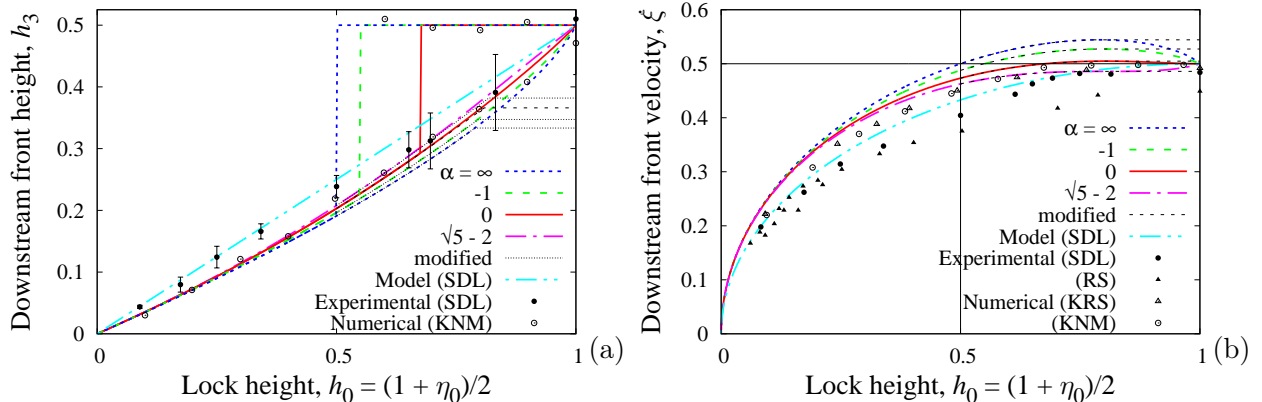 Downstream front height, h₃
0.5
0.4
0.3
0.2
0.1
0
α = ∞
-1
0
√5 - 2
modified
Model (SDL)
Experimental (SDL)
Numerical (KNM)
0
0.5
1
(a)
Lock height, h₀ = (1 + η₀)/2
Downstream front velocity, ξ̇
0.6
0.5
0.4
0.3
0.2
0.1
0
α = ∞
-1
0
√5 - 2
modified
Model (SDL)
Experimental (SDL)
(RS)
Numerical (KRS)
(KNM)
0
0.5
1
(b)
Lock height, h₀ = (1 + η₀)/2